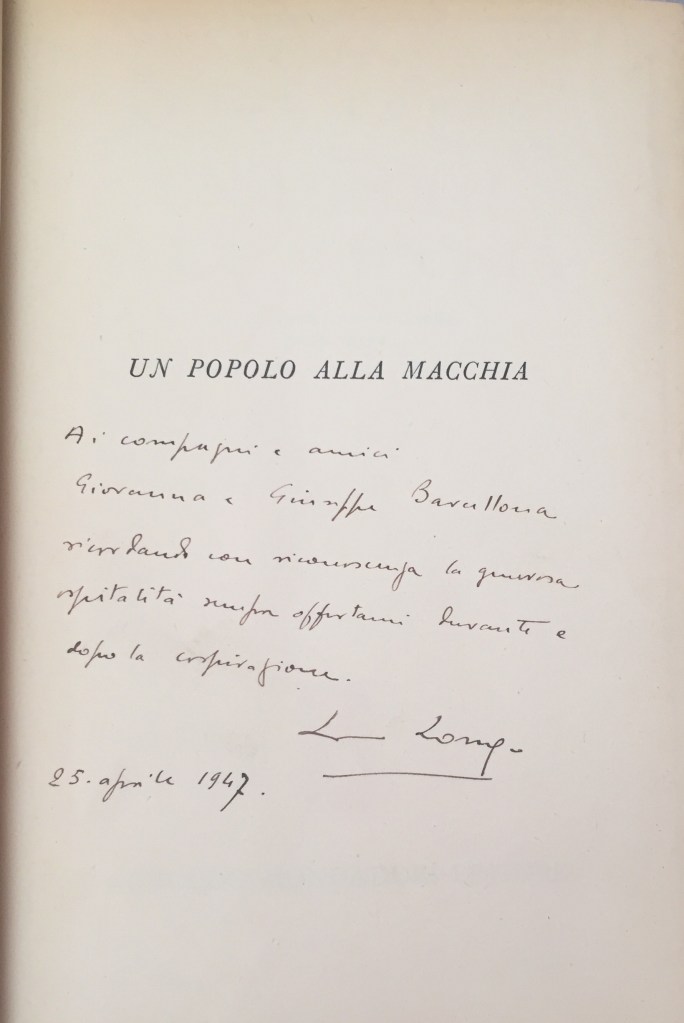 UN POPOLO ALLA MACCHIA
Ai compagni e amici
Giovanna e Giuseppe Barcellona
ricordando con riconoscenza la generosa
ospitalità sempre offertami durante e
dopo la cospirazione.
L Longo
25. aprile 1947.